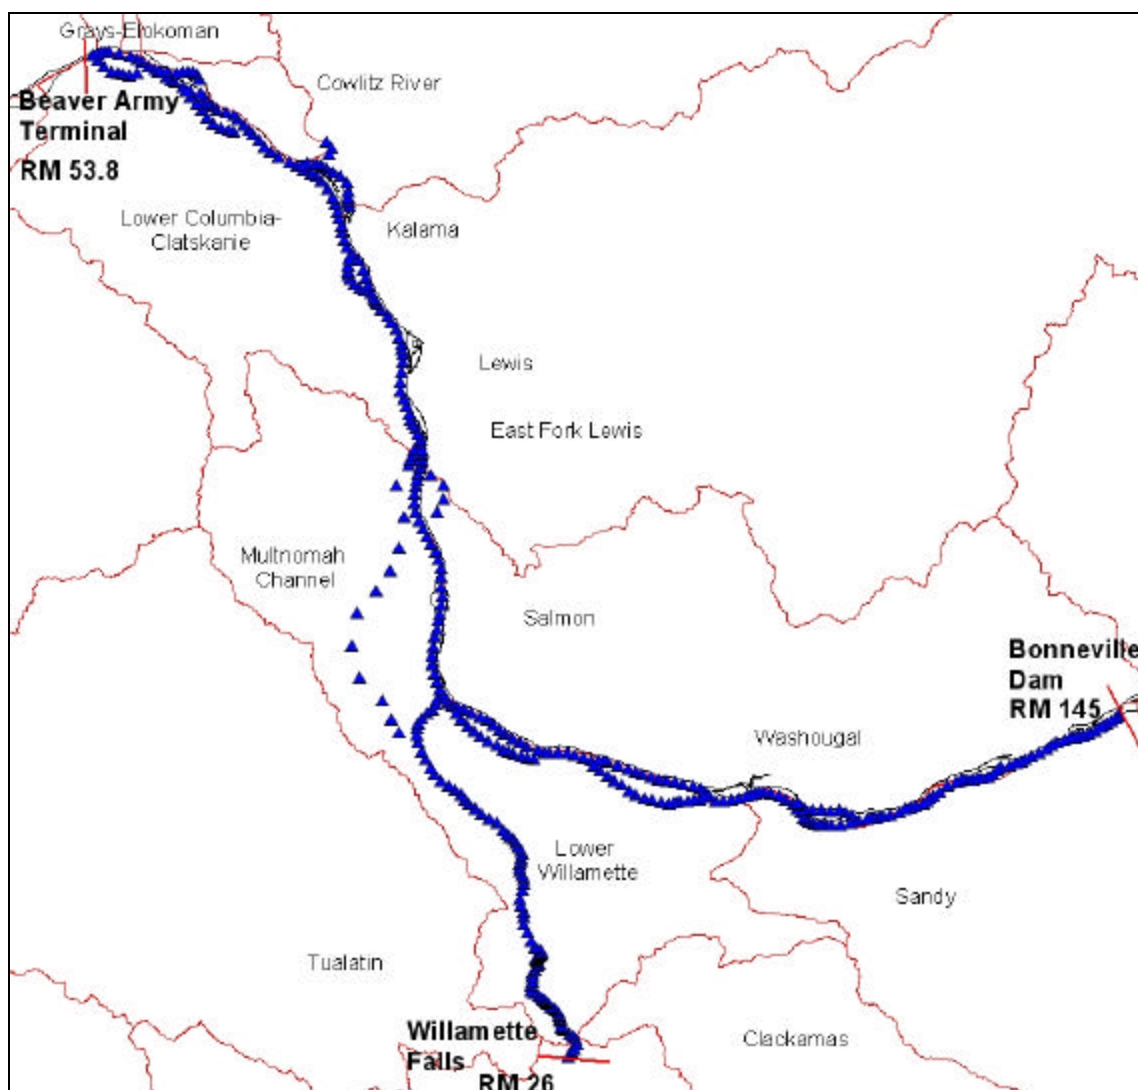 Grays-Elokoman
Cowlitz River
Beaver Army
Terminal
RM 53.8
Lower Columbia-
Clatskanie
Kalama
Lewis
East Fork Lewis
Multnomah
Channel
Salmon
Bonneville
Dam
RM 145
Washougal
Lower
Willamette
Sandy
Tualatin
Willamette
Falls
RM 26
Clackamas